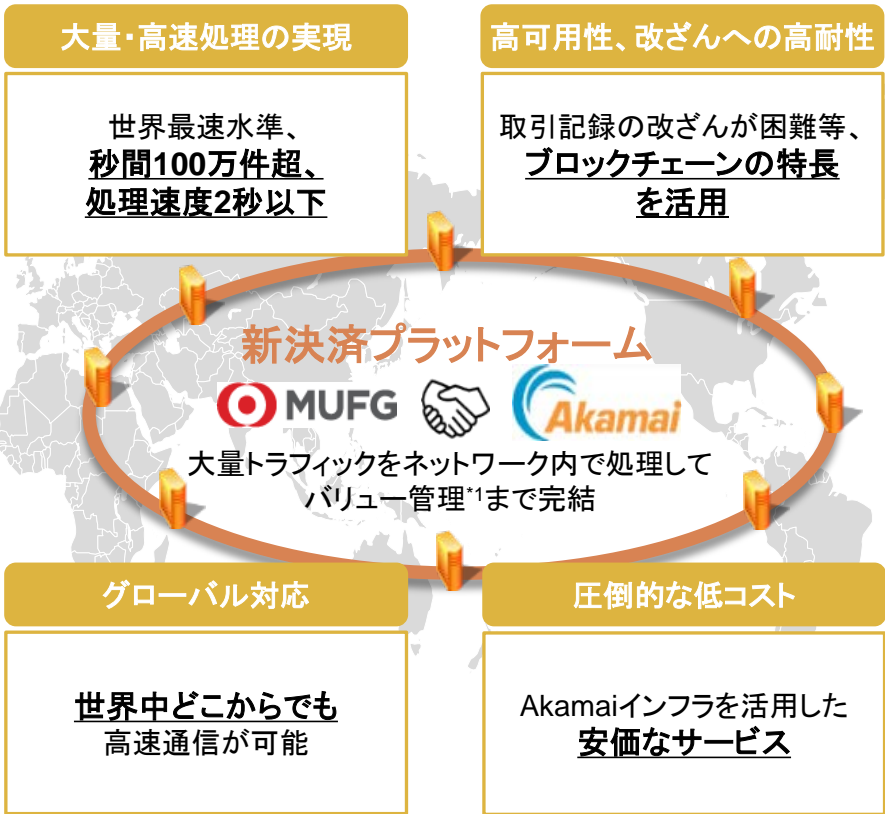 大量・高速処理の実現
世界最速水準、
秒間100万件超、
処理速度2秒以下
高可用性、改ざんへの高耐性
取引記録の改ざんが困難等、
ブロックチェーンの特長
を活用
新決済プラットフォーム
MUFG
Akamai
大量トラフィックをネットワーク内で処理して
バリュー管理*1まで完結
グローバル対応
世界中どこからでも
高速通信が可能
圧倒的な低コスト
Akamaiインフラを活用した
安価なサービス